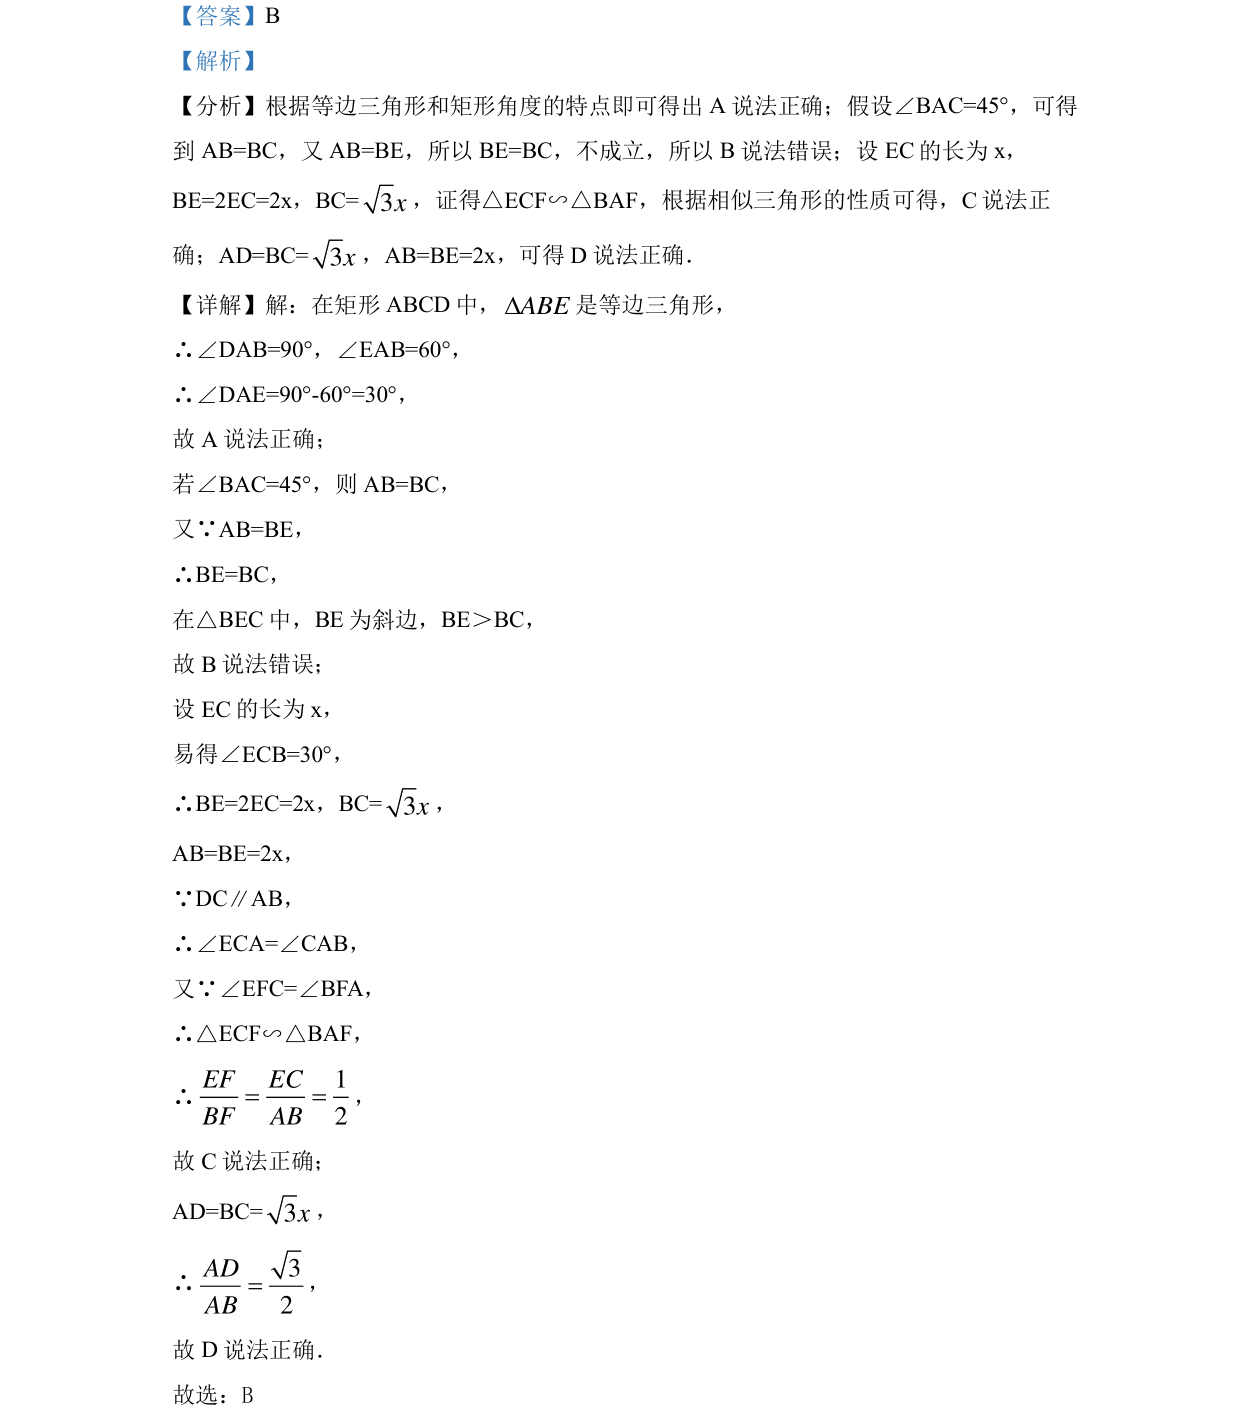 【答案】B
【解析】
【分析】根据等边三角形和矩形角度的特点即可得出 A 说法正确；假设∠BAC=45°，可得
到 AB=BC，又 AB=BE，所以 BE=BC，不成立，所以 B 说法错误；设 EC 的长为 x，
BE=2EC=2x，BC=√3x，证得△ECF∽△BAF，根据相似三角形的性质可得，C 说法正
确；AD=BC=√3x，AB=BE=2x，可得 D 说法正确．
【详解】解：在矩形 ABCD 中，ΔABE 是等边三角形，
∴∠DAB=90°，∠EAB=60°，
∴∠DAE=90°-60°=30°，
故 A 说法正确；
若∠BAC=45°，则 AB=BC，
又∵AB=BE，
∴BE=BC，
在△BEC 中，BE 为斜边，BE＞BC，
故 B 说法错误；
设 EC 的长为 x，
易得∠ECB=30°，
∴BE=2EC=2x，BC=√3x，
AB=BE=2x，
∵DC∥AB，
∴∠ECA=∠CAB，
又∵∠EFC=∠BFA，
∴△ECF∽△BAF，
∴EF/BF=EC/AB=1/2，
故 C 说法正确；
AD=BC=√3x，
∴AD/AB=√3/2，
故 D 说法正确．
故选：B